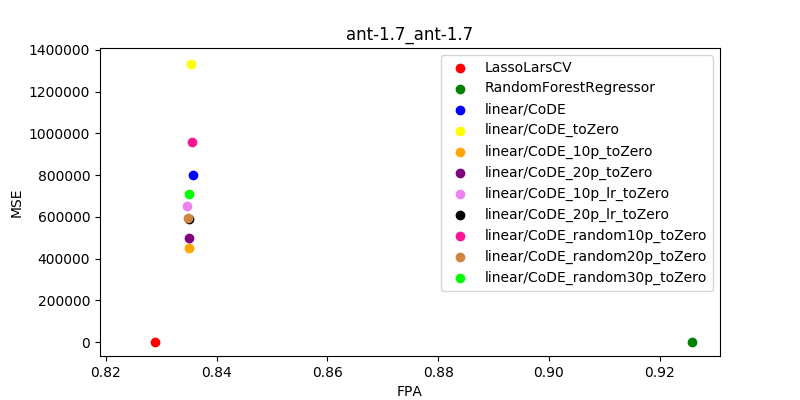 ant-1.7_ant-1.7
1400000
1200000
1000000
800000
600000
400000
200000
0
MSE
LassoLarsCV
RandomForestRegressor
linear/CoDE
linear/CoDE_toZero
linear/CoDE_10p_toZero
linear/CoDE_20p_toZero
linear/CoDE_10p_lr_toZero
linear/CoDE_20p_lr_toZero
linear/CoDE_random10p_toZero
linear/CoDE_random20p_toZero
linear/CoDE_random30p_toZero
0.82 0.84 0.86 0.88 0.90 0.92
FPA